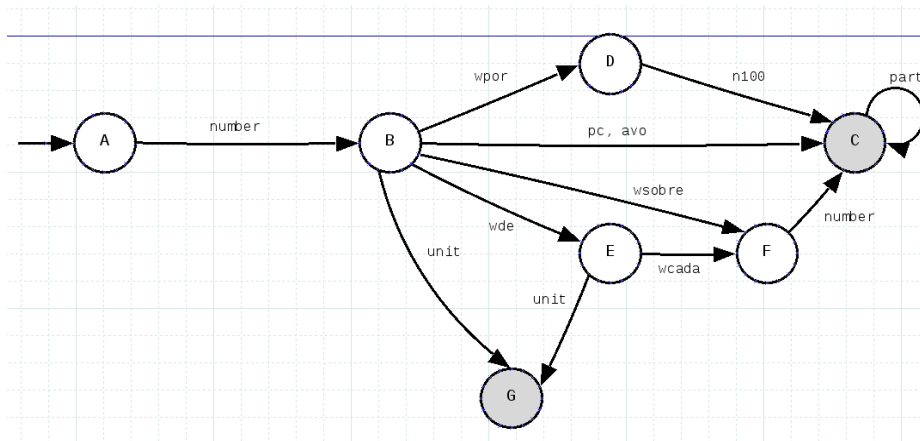 D
wpor
n100
part
number
A
B
pc, avo
C
wsobre
wde
number
unit
E
F
wcada
unit
G